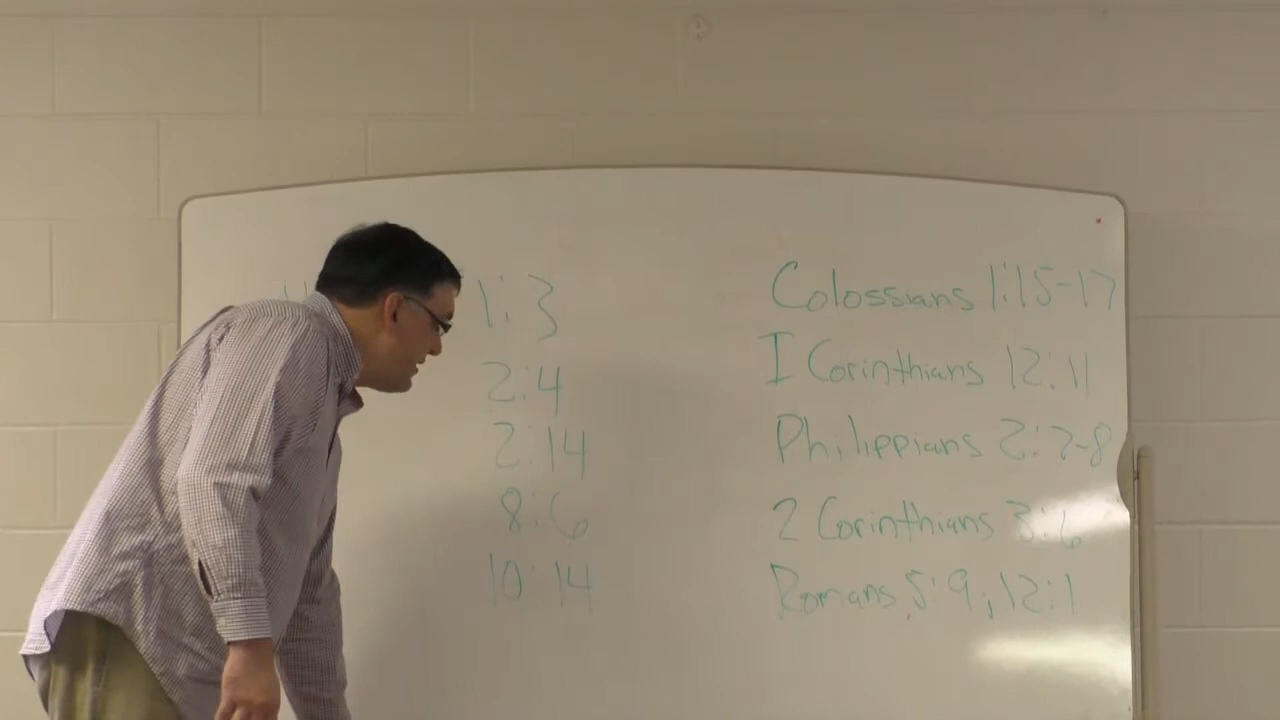 1:3 Colossians 1:15-17
2:4 I Corinthians 12:11
2:14 Philippians 2:7-8
8:6 2 Corinthians 3:6
10:14 Romans 5:9; 12:1